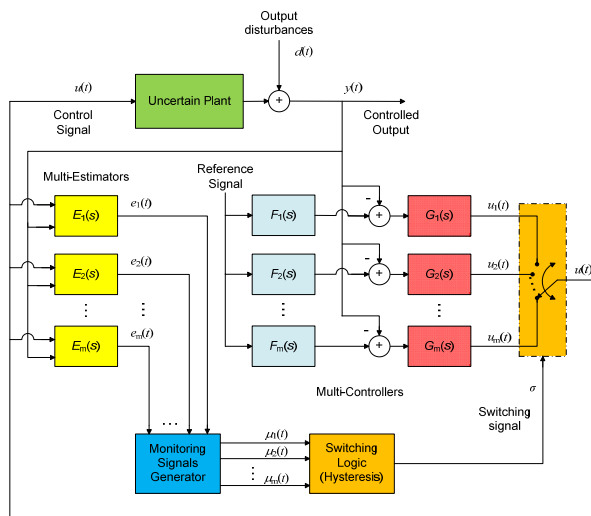 Output
disturbances
d(t)
u(t)
Uncertain Plant
+
y(t)
Control
Signal
Controlled
Output
Multi-Estimators
Reference
Signal
E1(s)
e1(t)
F1(s)
-
+
G1(s)
u1(t)
E2(s)
e2(t)
F2(s)
-
+
G2(s)
u2(t)
u(t)
⋮
⋮
⋮
⋮
Em(s)
em(t)
Fm(s)
-
+
Gm(s)
um(t)
Multi-Controllers
σ
Switching
signal
...
Monitoring
Signals
Generator
μ1(t)
μ2(t)
⋮
μm(t)
Switching
Logic
(Hysteresis)